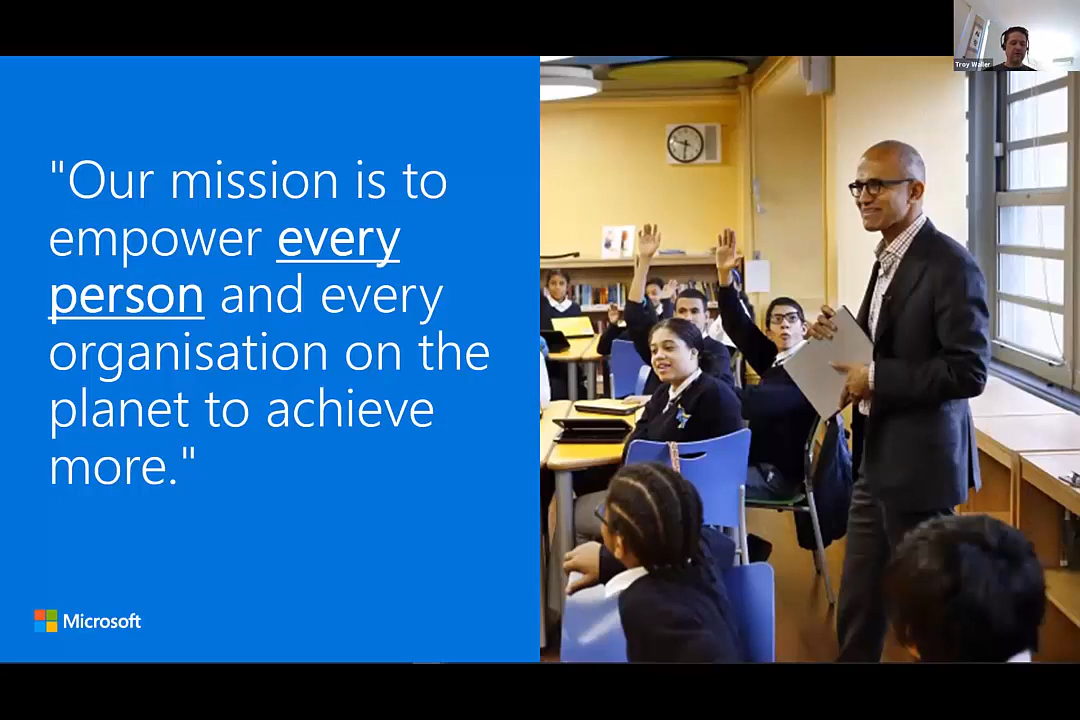 "Our mission is to
empower every
person and every
organisation on the
planet to achieve
more."
Microsoft
Troy Waller